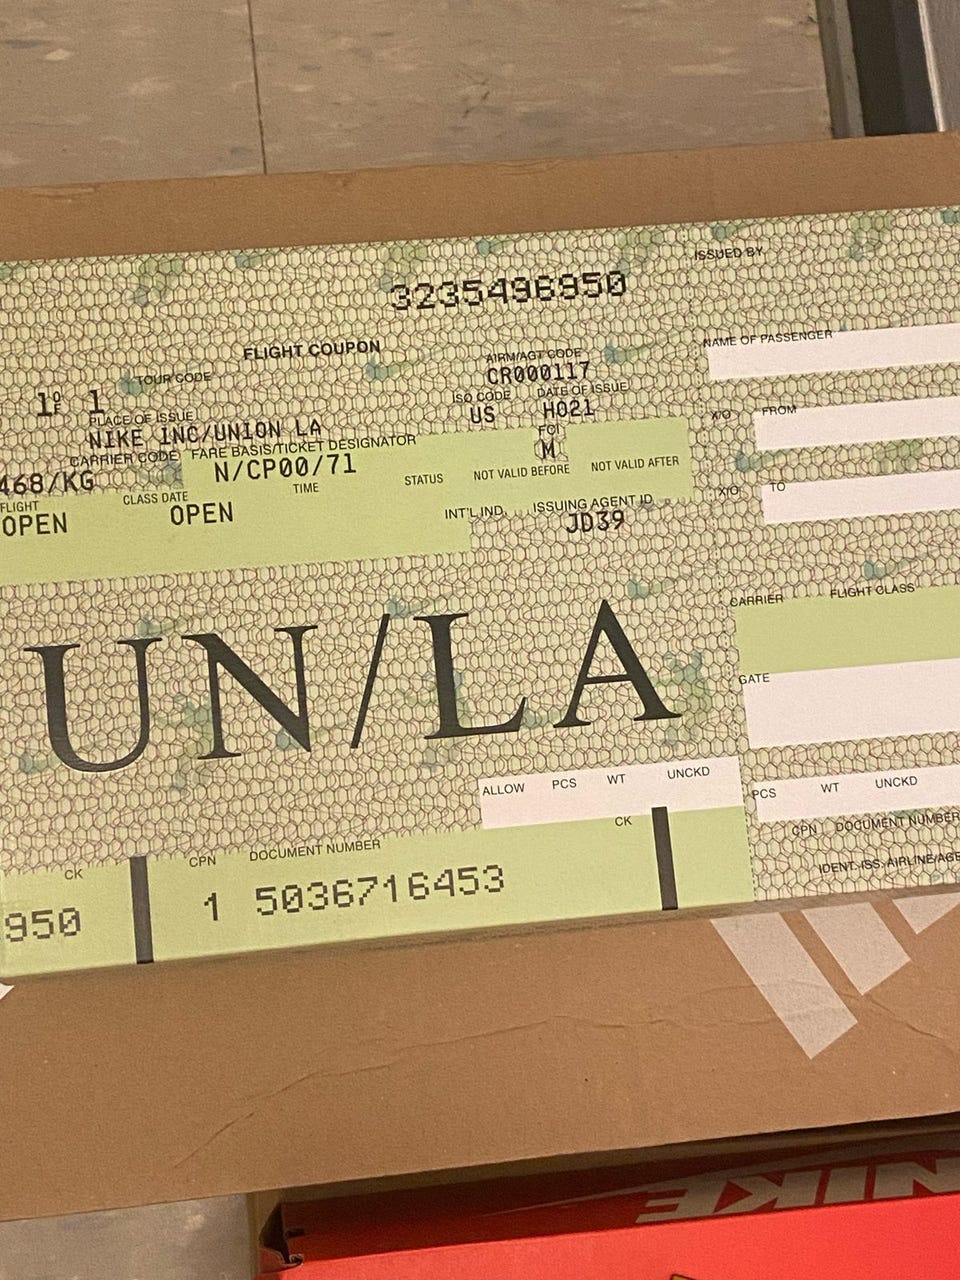 ISSUED BY
3235496950
FLIGHT COUPON
NAME OF PASSENGER
TOUR CODE
AIRM/AGT CODE
CR000117
1 OF 1
ISO CODE
DATE OF ISSUE
PLACE OF ISSUE
US
H021
X/O
FROM
NIKE INC/UNION LA
FCI
CARRIER CODE
FARE BASIS/TICKET DESIGNATOR
M
468/KG
N/CP00/71
STATUS
NOT VALID BEFORE
NOT VALID AFTER
FLIGHT
CLASS DATE
TIME
X/O
TO
OPEN
OPEN
INT'L IND.
ISSUING AGENT ID
JD39
UN/LA
CARRIER
FLIGHT CLASS
GATE
ALLOW
PCS
WT
UNCKD
PCS
WT
UNCKD
CK
CPN
DOCUMENT NUMBER
CK
CPN
DOCUMENT NUMBER
IDENT. ISS. AIRLINE/AGE
950
1
5036716453
NIKE